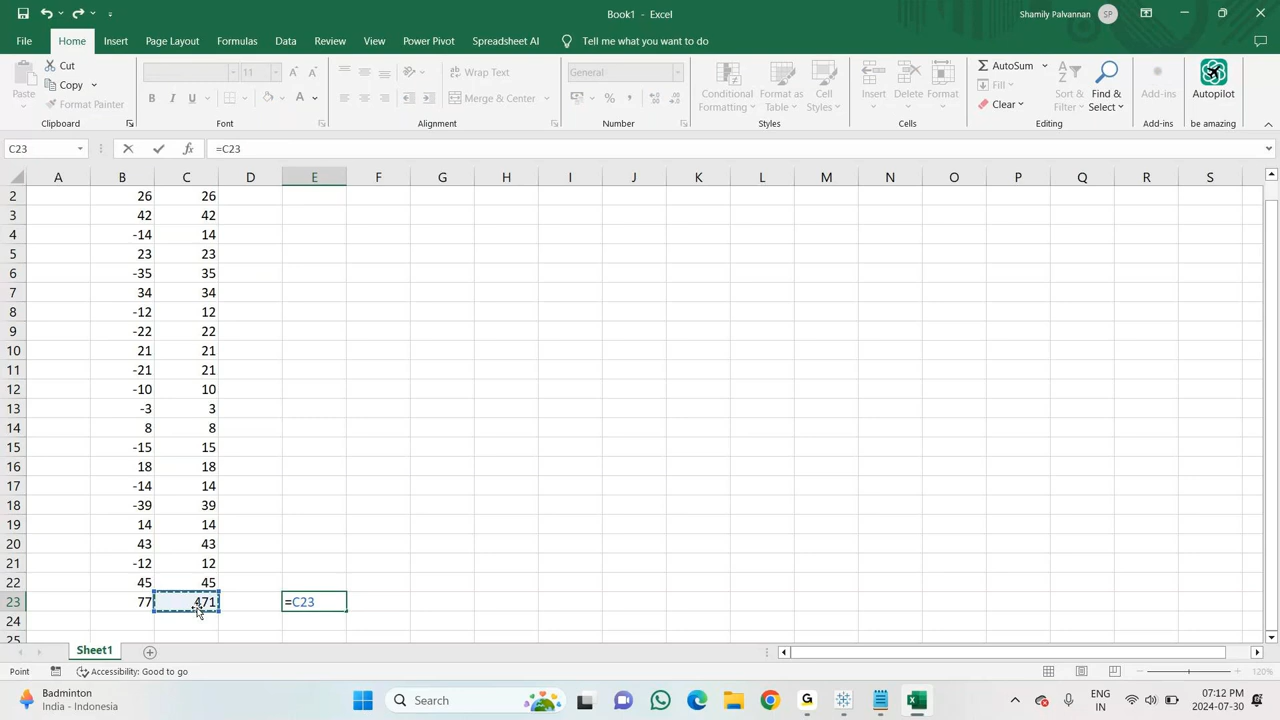 Book1 - Excel
Shamily Palvannan SP
File Home Insert Page Layout Formulas Data Review View Power Pivot Spreadsheet AI Tell me what you want to do
Paste
Cut
Copy
Format Painter
Clipboard
11
B I U
Font
Wrap Text
Merge & Center
Alignment
General
Number
Conditional Formatting
Format as Table
Cell Styles
Styles
Insert
Delete
Format
Cells
AutoSum
Fill
Clear
Sort & Filter
Find & Select
Editing
Add-ins
Add-ins
Autopilot
be amazing
C23 fx =C23
A B C D E F G H I J K L M N O P Q R S
2 26 26
3 42 42
4 -14 14
5 23 23
6 -35 35
7 34 34
8 -12 12
9 -22 22
10 21 21
11 -21 21
12 -10 10
13 -3 3
14 8 8
15 -15 15
16 18 18
17 -14 14
18 -39 39
19 14 14
20 43 43
21 -12 12
22 45 45
23 77 471 =C23
24
25
Sheet1
Point Accessibility: Good to go 120%
Badminton
India - Indonesia
Search
ENG
IN
07:12 PM
2024-07-30